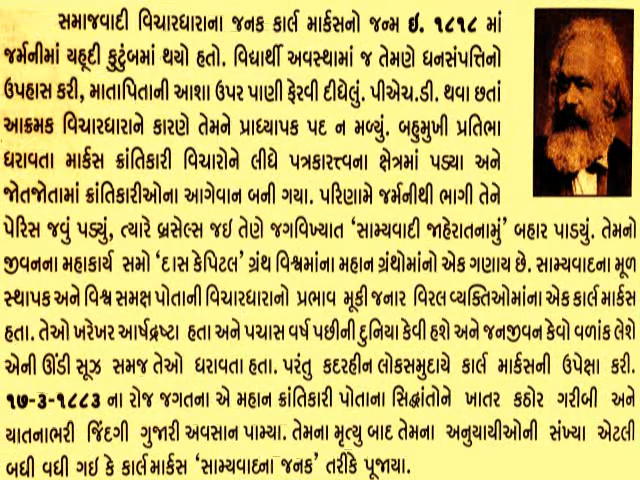 સમાજવાદી વિચારધારાના જનક કાર્લ માર્કસનો જન્મ ઇ. ૧૮૧૮ માં
જર્મનીમાં યહૂદી કુટુંબમાં થયો હતો. વિદ્યાર્થી અવસ્થામાં જ તેમણે ધનસંપત્તિનો
ઉપહાસ કરી, માતાપિતાની આશા ઉપર પાણી ફેરવી દીધેલું. પીએચ.ડી. થવા છતાં
આક્રમક વિચારધારાને કારણે તેમને પ્રાધ્યાપક પદ ન મળ્યું. બહુમુખી પ્રતિભા
ધરાવતા માર્કસ ક્રાંતિકારી વિચારોને લીધે પત્રકારત્ત્વના ક્ષેત્રમાં પડ્યા અને
જોતજોતામાં ક્રાંતિકારીઓના આગેવાન બની ગયા. પરિણામે જર્મનીથી ભાગી તેને
પેરિસ જવું પડ્યું, ત્યારે બ્રસેલ્સ જઇ તેણે જગવિખ્યાત ‘સામ્યવાદી જાહેરાતનામું’ બહાર પાડ્યું. તેમનો
જીવનના મહાકાર્ય સમો ‘દાસ કેપિટલ’ ગ્રંથ વિશ્વમાંના મહાન ગ્રંથોમાંનો એક ગણાય છે. સામ્યવાદના મૂળ
સ્થાપક અને વિશ્વ સમક્ષ પોતાની વિચારધારાનો પ્રભાવ મૂકી જનાર વિરલ વ્યક્તિઓમાંના એક કાર્લ માર્કસ
હતા. તેઓ ખરેખર આર્ષદ્રષ્ટા હતા અને પચાસ વર્ષ પછીની દુનિયા કેવી હશે અને જનજીવન કેવો વળાંક લેશે
એની ઊંડી સૂઝ સમજ તેઓ ધરાવતા હતા. પરંતુ કદરહીન લોકસમુદાયે કાર્લ માર્કસની ઉપેક્ષા કરી.
૧૭-૩-૧૮૮૩ ના રોજ જગતના એ મહાન ક્રાંતિકારી પોતાના સિદ્ધાંતોને ખાતર કઠોર ગરીબી અને
યાતનાભરી જિંદગી ગુજારી અવસાન પામ્યા. તેમના મૃત્યુ બાદ તેમના અનુયાયીઓની સંખ્યા એટલી
બધી વધી ગઇ કે કાર્લ માર્કસ ‘સામ્યવાદના જનક’ તરીકે પૂજાયા.